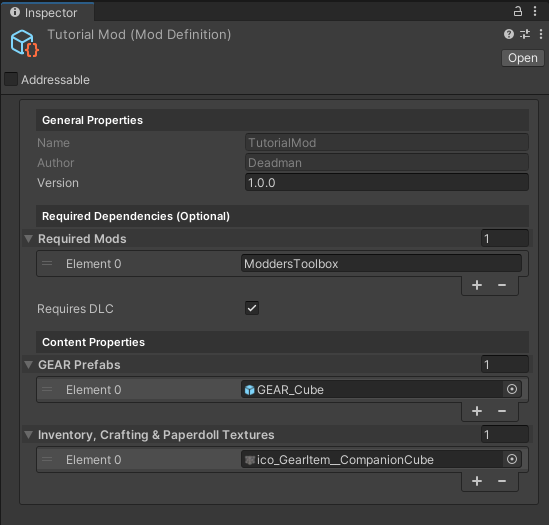 Inspector
Tutorial Mod (Mod Definition)
Open
Addressable
General Properties
Name TutorialMod
Author Deadman
Version 1.0.0
Required Dependencies (Optional)
Required Mods 1
Element 0 ModdersToolbox
+ −
Requires DLC
Content Properties
GEAR Prefabs 1
Element 0 GEAR_Cube
+ −
Inventory, Crafting & Paperdoll Textures 1
Element 0 ico_GearItem__CompanionCube
+ −